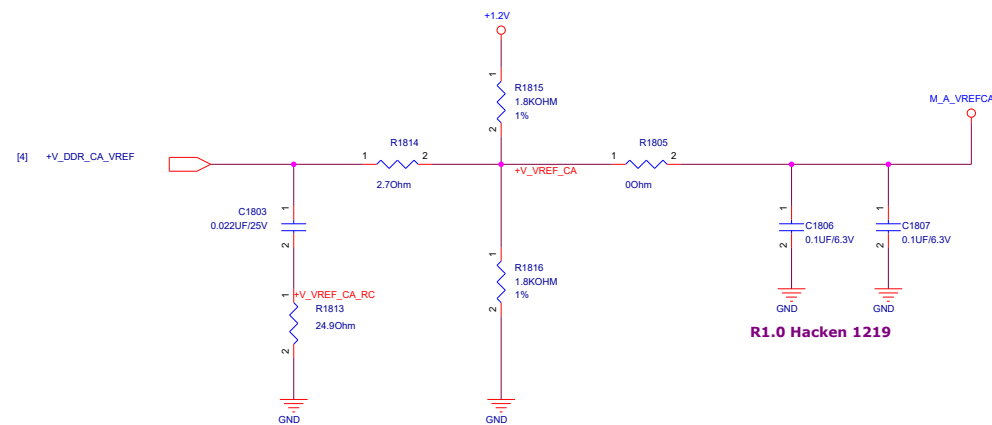 +1.2V
1
R1815
1.8KOHM
1%
2
M_A_VREFCA
[4] +V_DDR_CA_VREF
1
R1814
2
2.7Ohm
+V_VREF_CA
1
R1805
2
0Ohm
1
C1803
0.022UF/25V
2
1
C1806
0.1UF/6.3V
2
1
C1807
0.1UF/6.3V
2
1
R1816
1.8KOHM
1%
2
1
+V_VREF_CA_RC
R1813
24.9Ohm
2
GND
GND
R1.0 Hacken 1219
GND
GND